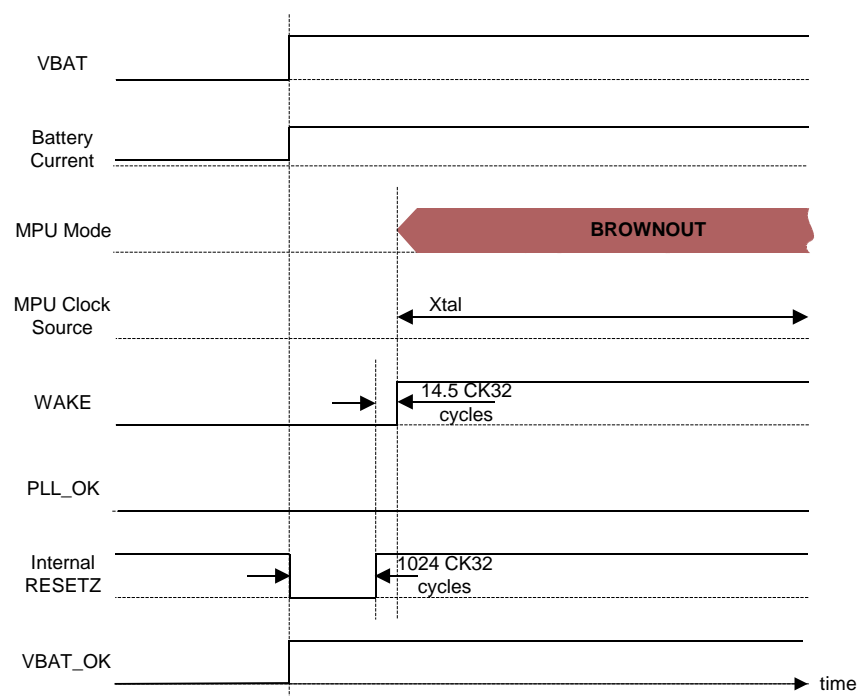 VBAT
Battery
Current
MPU Mode
BROWNOUT
MPU Clock
Source
Xtal
WAKE
14.5 CK32
cycles
PLL_OK
Internal
RESETZ
1024 CK32
cycles
VBAT_OK
time